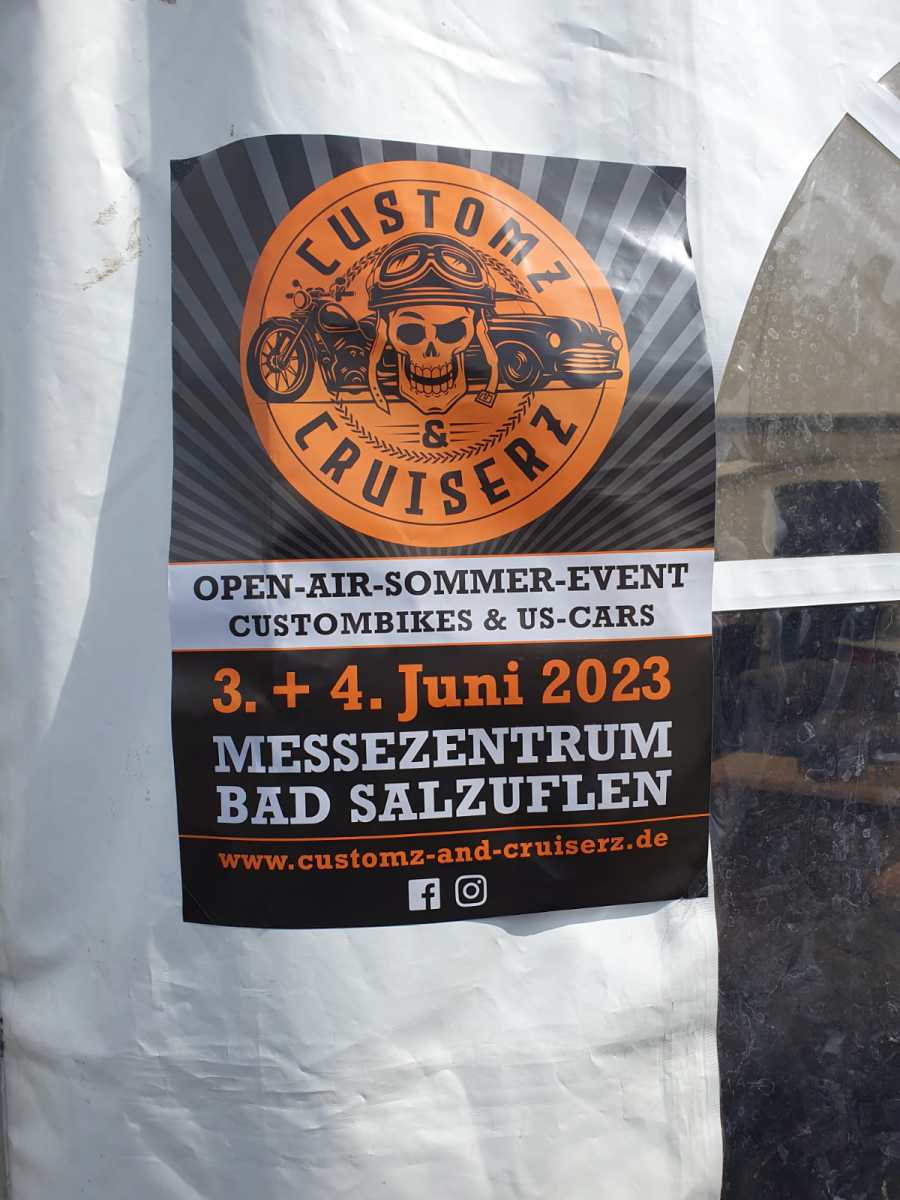 CUSTOMZ
&
CRUISERZ
OPEN-AIR-SOMMER-EVENT
CUSTOMBIKES & US-CARS
3. + 4. Juni 2023
MESSEZENTRUM
BAD SALZUFLEN
www.customz-and-cruiserz.de